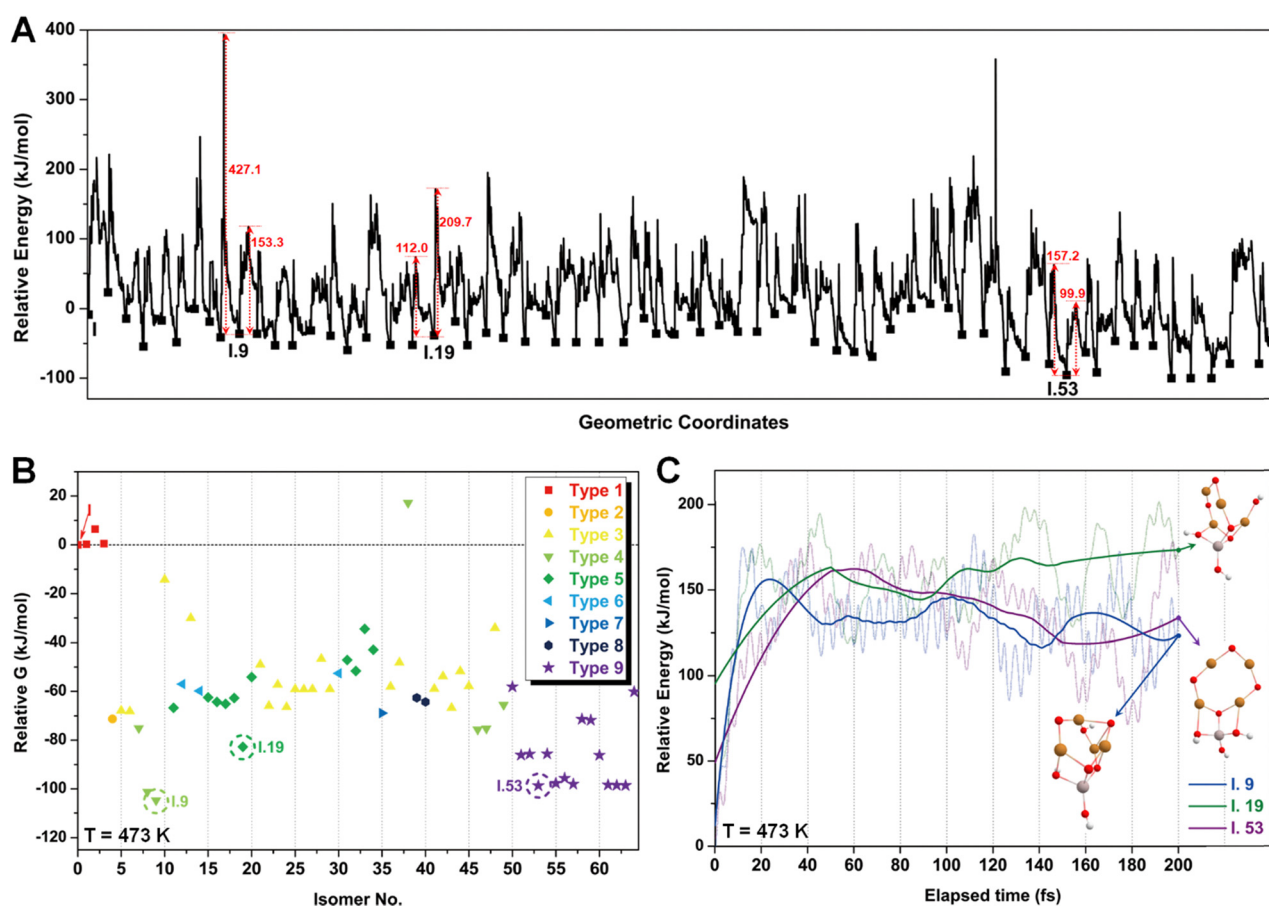 A
Relative Energy (kJ/mol)
400
300
200
100
0
-100
427.1
153.3
112.0
209.7
157.2
99.9
I
I.9
I.19
I.53
Geometric Coordinates
B
Relative G (kJ/mol)
20
0
-20
-40
-60
-80
-100
-120
I
I.19
I.9
I.53
Type 1
Type 2
Type 3
Type 4
Type 5
Type 6
Type 7
Type 8
Type 9
T = 473 K
0 5 10 15 20 25 30 35 40 45 50 55 60
Isomer No.
C
Relative Energy (kJ/mol)
200
150
100
50
0
I. 9
I. 19
I. 53
T = 473 K
0 20 40 60 80 100 120 140 160 180 200
Elapsed time (fs)